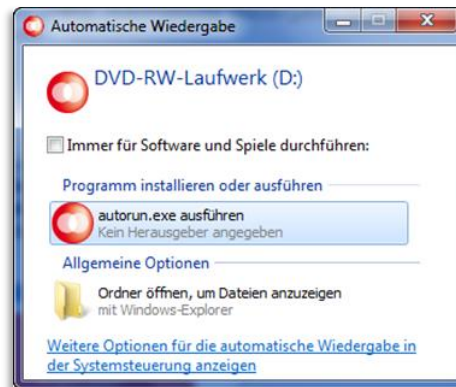 Automatische Wiedergabe
DVD-RW-Laufwerk (D:)
Immer für Software und Spiele durchführen:
Programm installieren oder ausführen
autorun.exe ausführen
Kein Herausgeber angegeben
Allgemeine Optionen
Ordner öffnen, um Dateien anzuzeigen
mit Windows-Explorer
Weitere Optionen für die automatische Wiedergabe in
der Systemsteuerung anzeigen